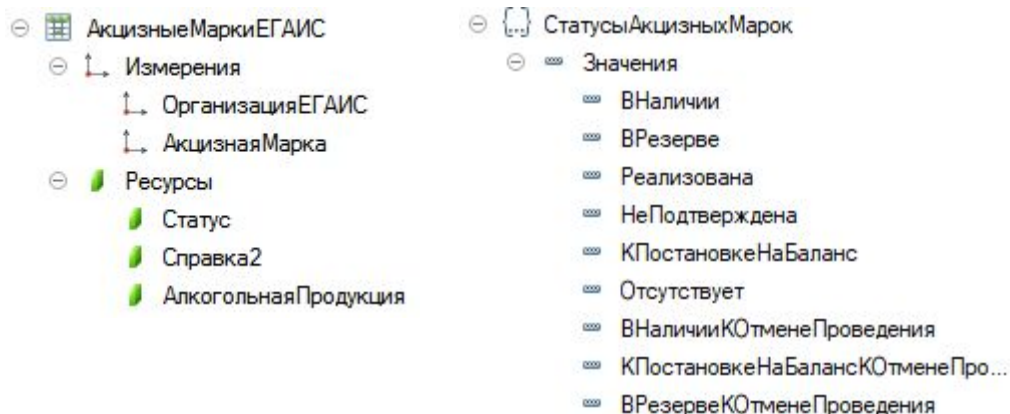 АкцизныеМаркиЕГАИС
Измерения
ОрганизацияЕГАИС
АкцизнаяМарка
Ресурсы
Статус
Справка2
АлкогольнаяПродукция
СтатусыАкцизныхМарок
Значения
ВНаличии
ВРезерве
Реализована
НеПодтверждена
КПостановкеНаБаланс
Отсутствует
ВНаличииКОтменеПроведения
КПостановкеНаБалансКОтменеПро...
ВРезервеКОтменеПроведения